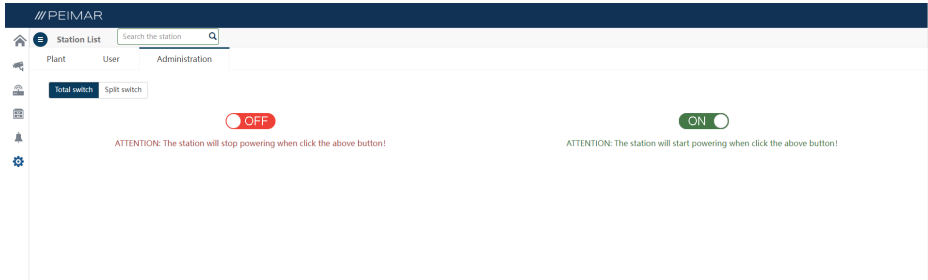 PEIMAR
Station List
Search the station
Plant User Administration
Total switch Split switch
OFF ON
ATTENTION: The station will stop powering when click the above button!
ATTENTION: The station will start powering when click the above button!